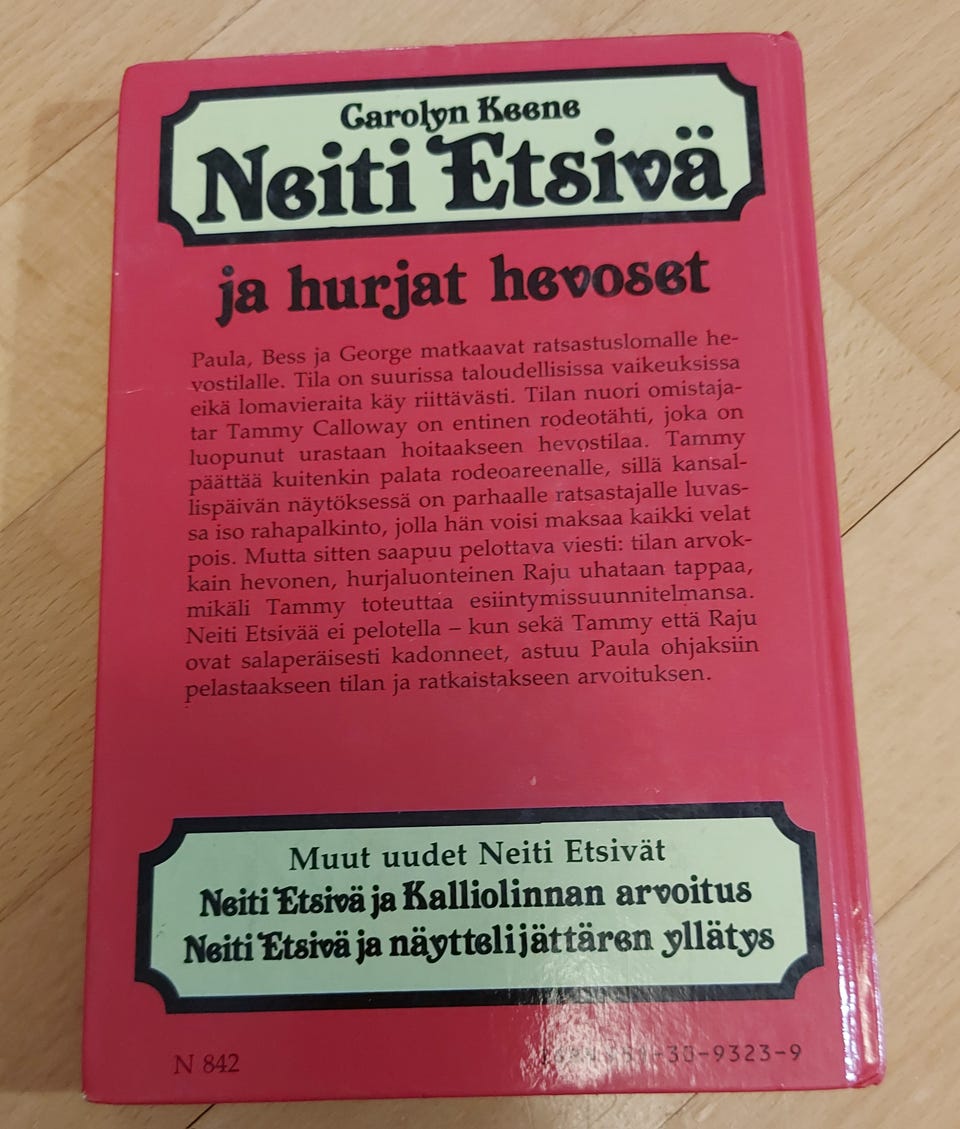 Carolyn Keene
Neiti Etsivä
ja hurjat hevoset
Paula, Bess ja George matkaavat ratsastuslomalle he-
vostilalle. Tila on suurissa taloudellisissa vaikeuksissa
eikä lomavieraita käy riittävästi. Tilan nuori omistaja-
tar Tammy Calloway on entinen rodeotähti, joka on
luopunut urastaan hoitaakseen hevostilaa. Tammy
päättää kuitenkin palata rodeoareenalle, sillä kansal-
lispäivän näytöksessä on parhaalle ratsastajalle luvas-
sa iso rahapalkinto, jolla hän voisi maksaa kaikki velat
pois. Mutta sitten saapuu pelottava viesti: tilan arvok-
kain hevonen, hurjaluonteinen Raju uhataan tappaa,
mikäli Tammy toteuttaa esiintymissuunnitelmansa.
Neiti Etsivää ei pelotella – kun sekä Tammy että Raju
ovat salaperäisesti kadonneet, astuu Paula ohjaksiin
pelastaakseen tilan ja ratkaistakseen arvoituksen.
Muut uudet Neiti Etsivät
Neiti Etsivä ja Kalliolinnan arvoitus
Neiti Etsivä ja näyttelijättären yllätys
N 842
-30-9323-9